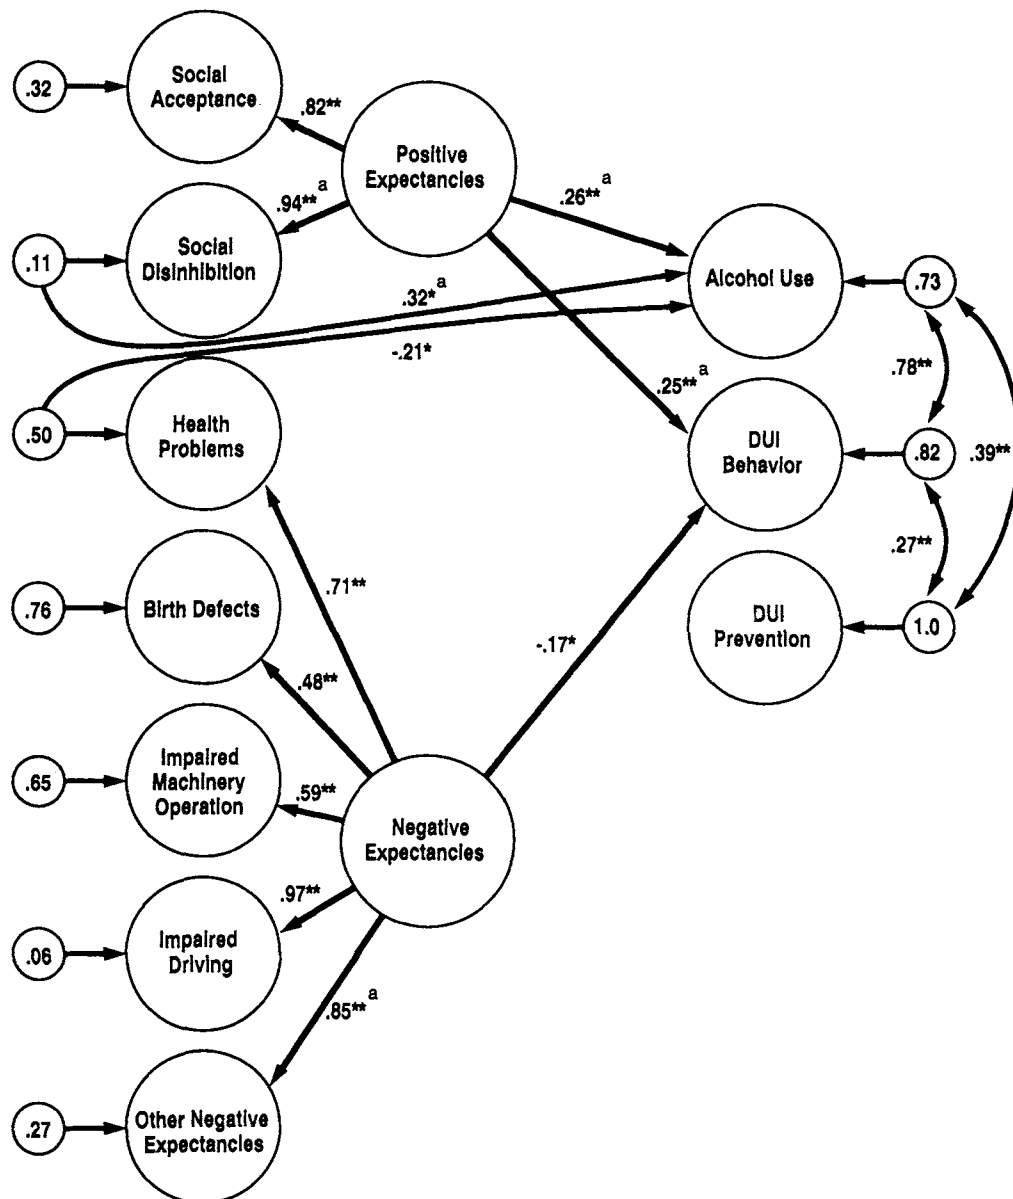 .32
Social
Acceptance
.82**
Positive
Expectancies
.94** a
.26** a
.11
Social
Disinhibition
Alcohol Use
.73
.32* a
-.21*
.78**
.25** a
.50
Health
Problems
DUI
Behavior
.82
.39**
.27**
.71**
.76
Birth Defects
DUI
Prevention
1.0
-.17*
.48**
.65
Impaired
Machinery
Operation
.59**
Negative
Expectancies
.97**
.06
Impaired
Driving
.85** a
.27
Other Negative
Expectancies